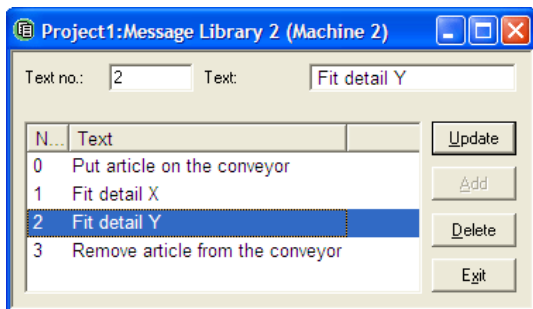 Project1:Message Library 2 (Machine 2)
Text no.: 2 Text: Fit detail Y
N... Text
Update
0 Put article on the conveyor
1 Fit detail X
Add
2 Fit detail Y
Delete
3 Remove article from the conveyor
Exit